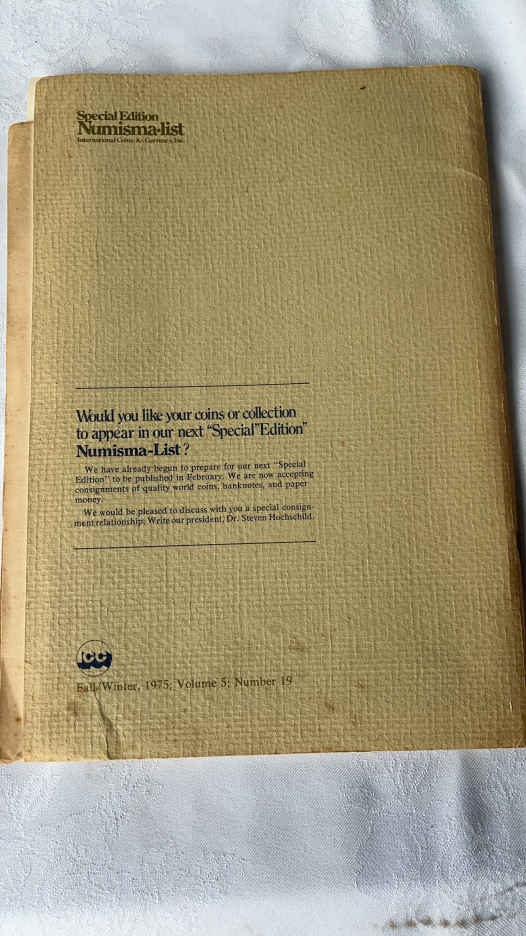 Special Edition
Numisma-list
International Coins & Currency, Inc.
Would you like your coins or collection
to appear in our next "Special"Edition"
Numisma-List?
We have already begun to prepare for our next "Special
Edition" to be published in February. We are now accepting
consignments of quality world coins, banknotes, and paper
money.
We would be pleased to discuss with you a special consign-
ment relationship. Write our president, Dr. Steven Hochschild.
ICC
Fall/Winter, 1975; Volume 5; Number 19